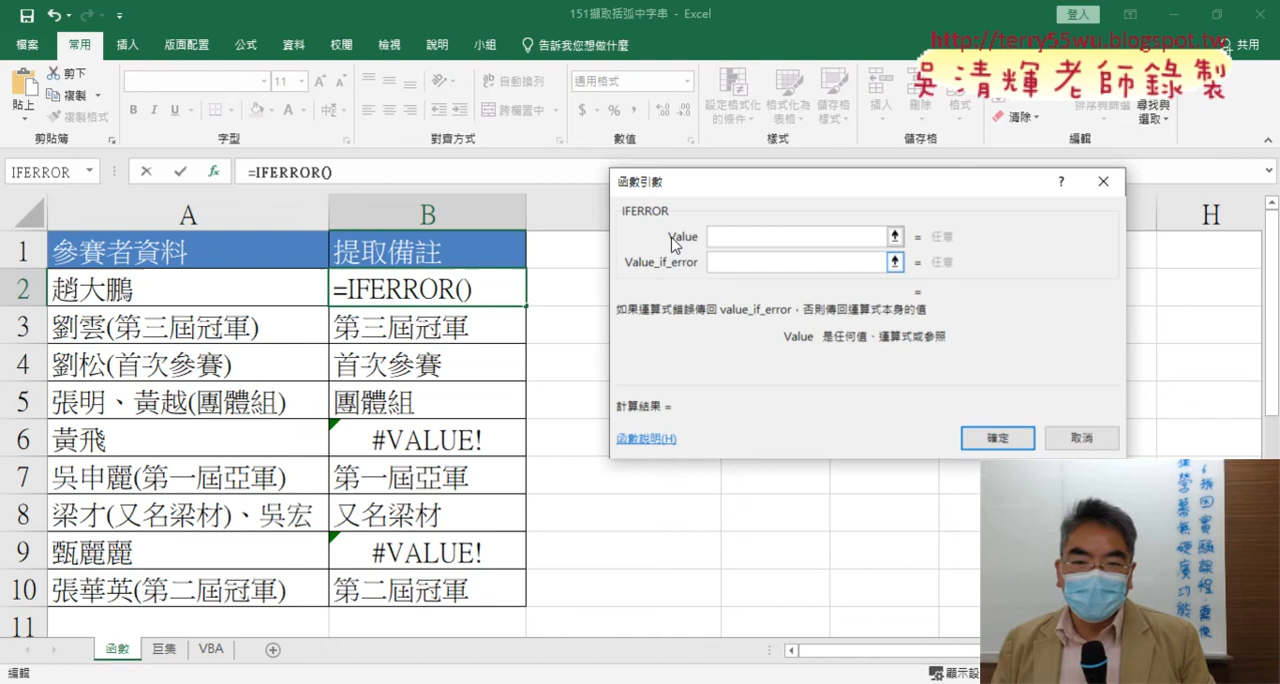 151擷取括弧中字串 - Excel
登入
檔案 常用 插入 版面配置 公式 資料 校閱 檢視 說明 小組 告訴我您想做什麼 共用
http://terry55wu.blogspot.tw
吳清輝老師錄製
貼上
剪下
複製
複製格式
剪貼簿
11
B I U
字型
自動換列
跨欄置中
對齊方式
通用格式
$ % ,
數值
設定格式化的條件
格式化為表格
儲存格樣式
樣式
插入 刪除 格式
儲存格
清除
排序與篩選
尋找與選取
編輯
IFERROR
fx
=IFERROR()
A B H
1 參賽者資料 提取備註
2 趙大鵬 =IFERROR()
3 劉雲(第三屆冠軍) 第三屆冠軍
4 劉松(首次參賽) 首次參賽
5 張明、黃越(團體組) 團體組
6 黃飛 #VALUE!
7 吳申麗(第一屆亞軍) 第一屆亞軍
8 梁才(又名梁材)、吳宏 又名梁材
9 甄麗麗 #VALUE!
10 張華英(第二屆冠軍) 第二屆冠軍
11
函數引數
? 
IFERROR
Value = 任意
Value_if_error = 任意
=
如果運算式錯誤傳回 value_if_error，否則傳回運算式本身的值
Value 是任何值、運算式或參照
計算結果 =
函數說明(H)
確定
取消
函數 巨集 VBA
編輯
顯示設